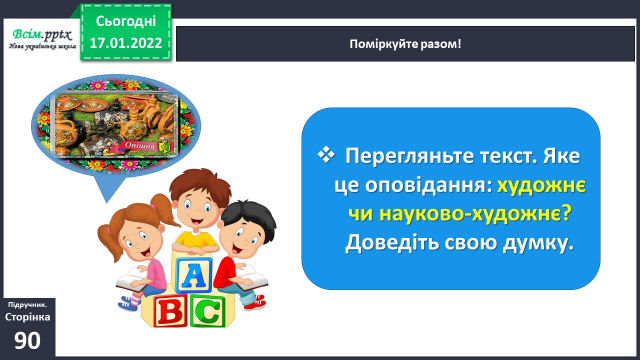 Всім.pptx
Нова українська школа
Сьогодні
17.01.2022
Поміркуйте разом!
Опішня
❖ Перегляньте текст. Яке
це оповідання: художнє
чи науково-художнє?
Доведіть свою думку.
A
B C
Підручник.
Сторінка
90